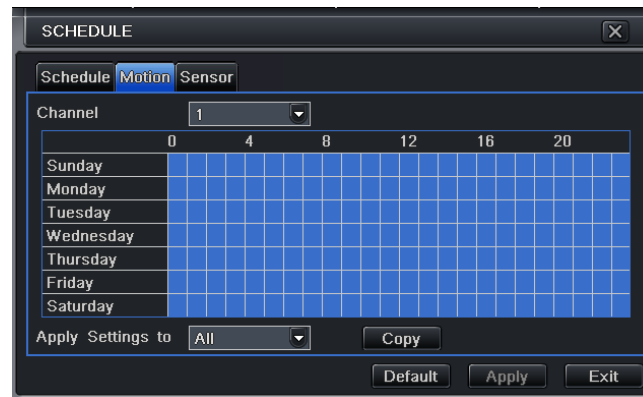 SCHEDULE
Schedule Motion Sensor
Channel 1
0 4 8 12 16 20
Sunday
Monday
Tuesday
Wednesday
Thursday
Friday
Saturday
Apply Settings to All Copy
Default Apply Exit